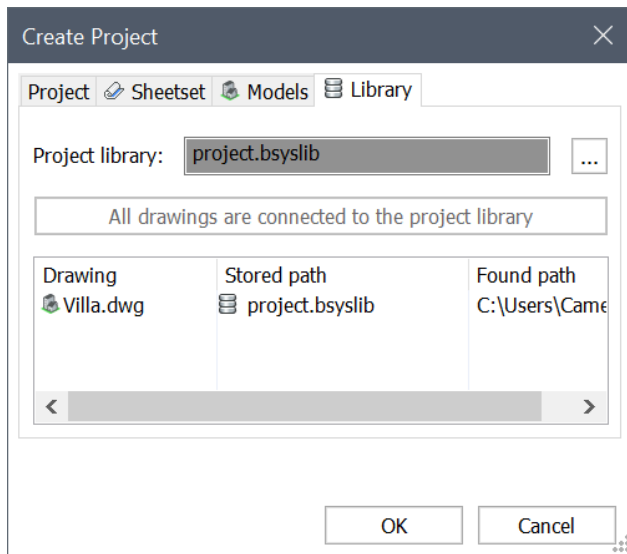 Create Project
Project Sheetset Models Library
Project library: project.bsyslib ...
All drawings are connected to the project library
Drawing Stored path Found path
Villa.dwg project.bsyslib C:\Users\Came
OK Cancel